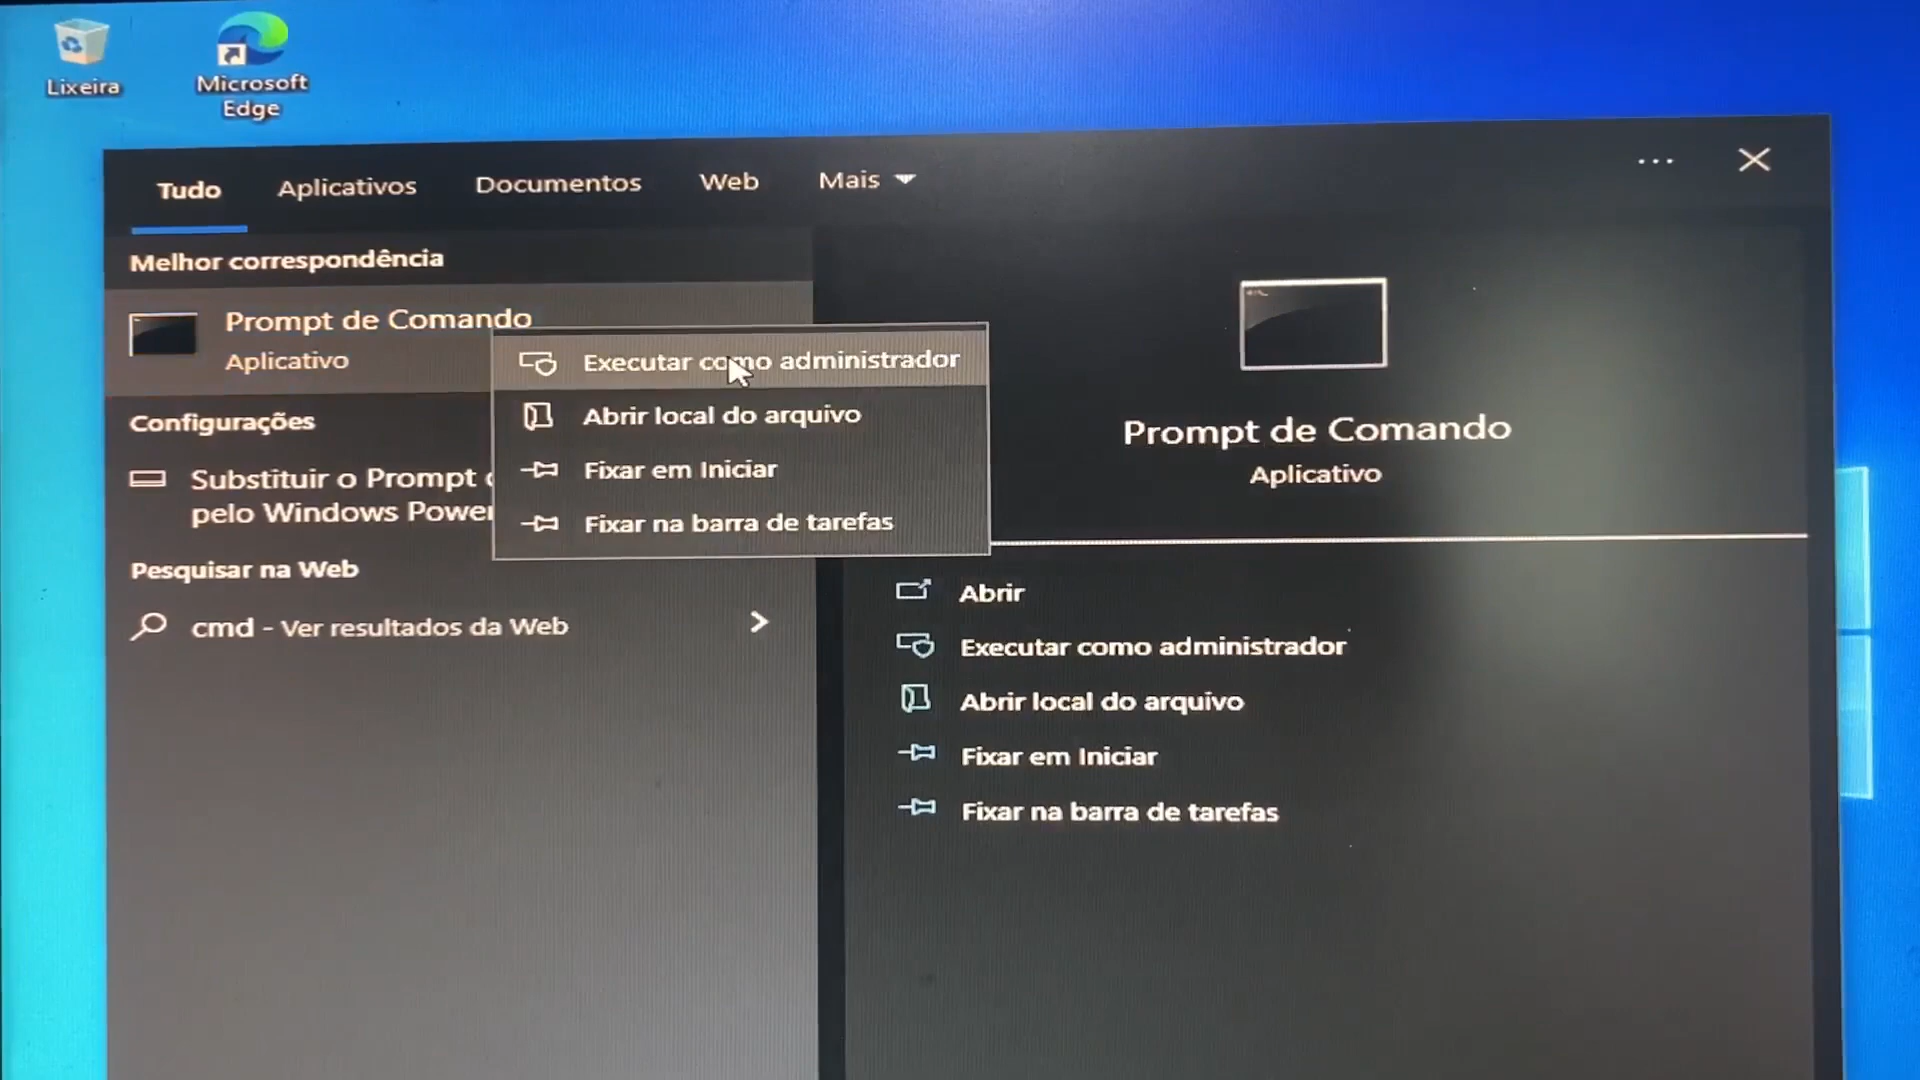 Lixeira
Microsoft
Edge
Tudo
Aplicativos
Documentos
Web
Mais
Melhor correspondência
Prompt de Comando
Aplicativo
Executar como administrador
Abrir local do arquivo
Fixar em Iniciar
Fixar na barra de tarefas
Configurações
Substituir o Prompt
pelo Windows
Pesquisar na Web
cmd - Ver resultados da Web
Prompt de Comando
Aplicativo
Abrir
Executar como administrador
Abrir local do arquivo
Fixar em Iniciar
Fixar na barra de tarefas